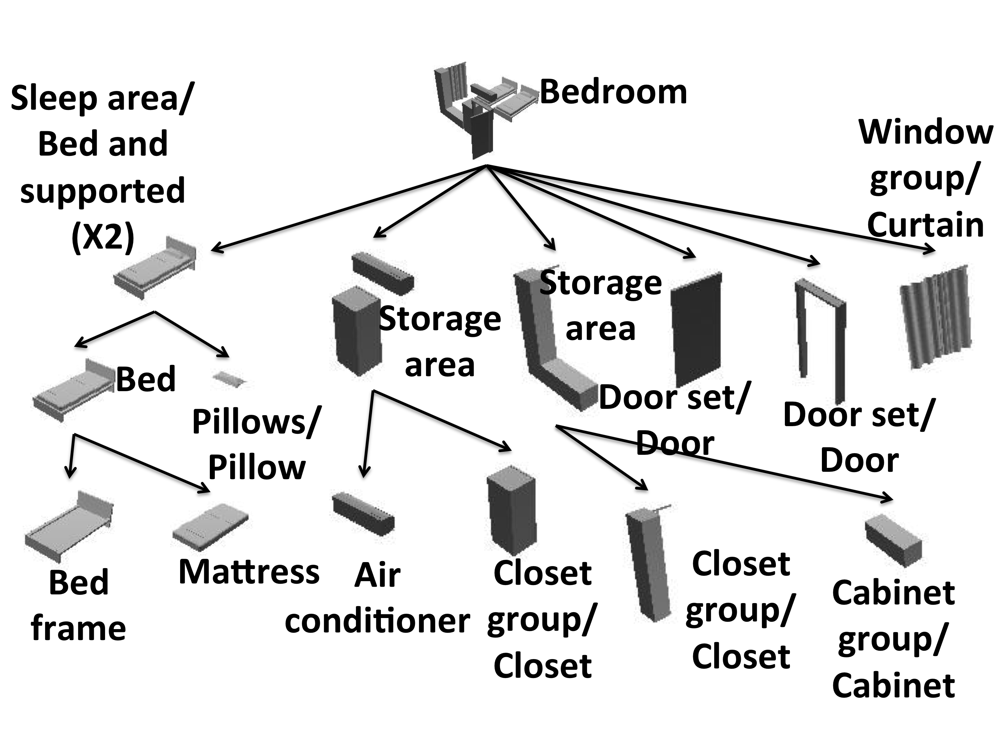 Bedroom
Sleep area/
Bed and
supported
(X2)
Window
group/
Curtain
Storage
area
Storage
area
Door set/
Door
Door set/
Door
Bed
Pillows/
Pillow
Bed
frame
Mattress
Air
conditioner
Closet
group/
Closet
Closet
group/
Closet
Cabinet
group/
Cabinet